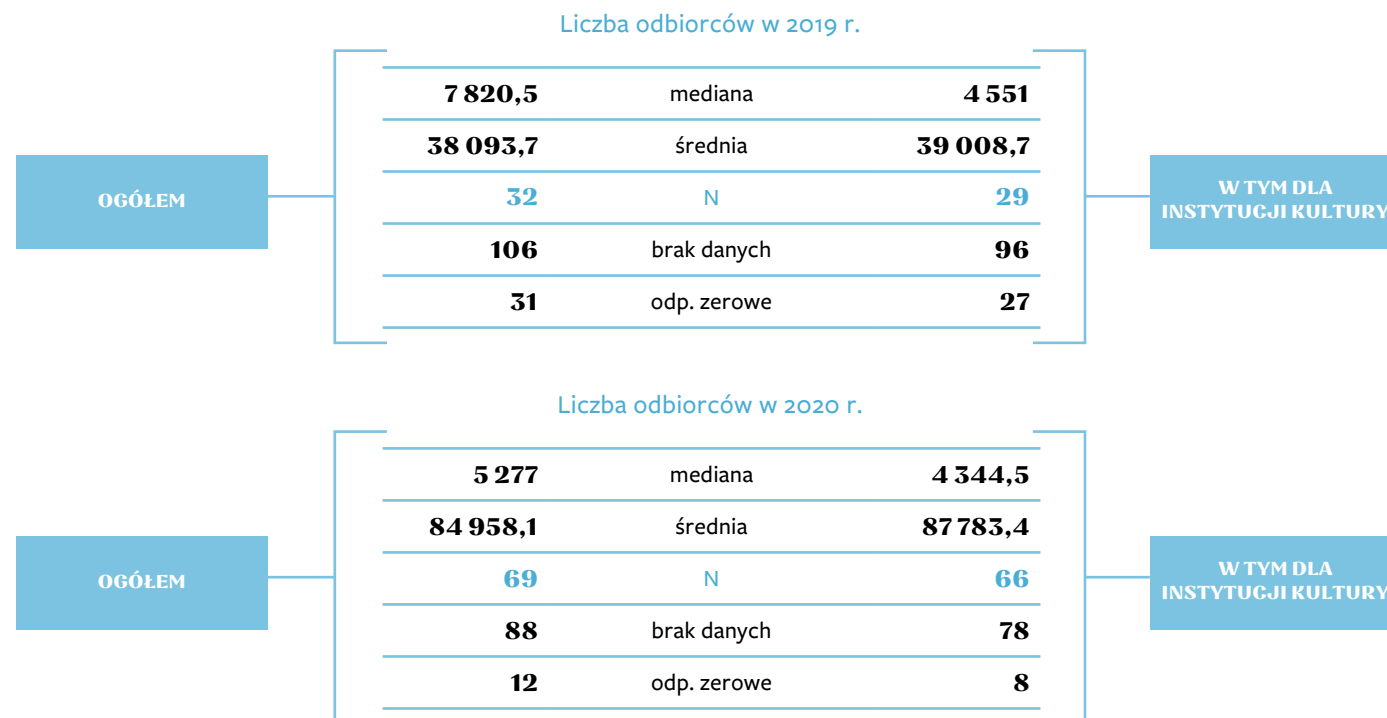 Liczba odbiorców w 2019 r.
7 820,5 mediana 4 551
38 093,7 średnia 39 008,7
OGÓŁEM 32 N 29 W TYM DLA
INSTYTUCJI KULTURY
106 brak danych 96
31 odp. zerowe 27
Liczba odbiorców w 2020 r.
5 277 mediana 4 344,5
84 958,1 średnia 87 783,4
OGÓŁEM 69 N 66 W TYM DLA
INSTYTUCJI KULTURY
88 brak danych 78
12 odp. zerowe 8